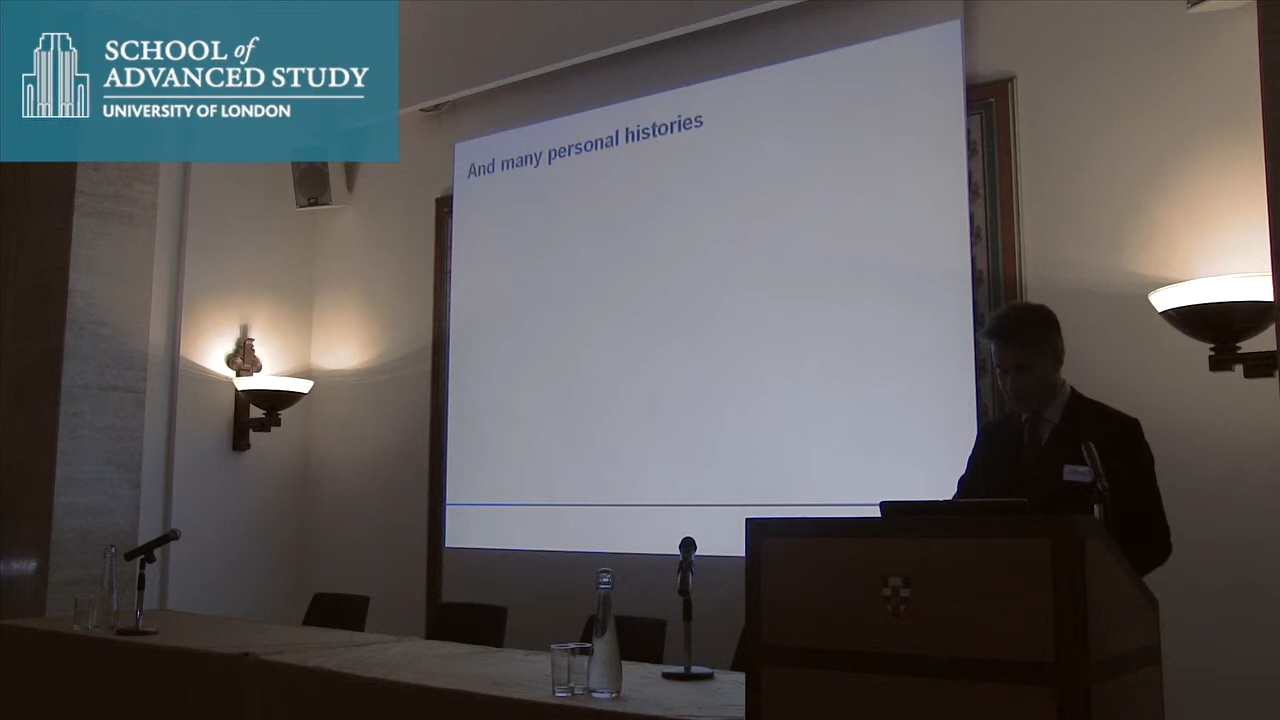 SCHOOL of
ADVANCED STUDY
UNIVERSITY OF LONDON
And many personal histories